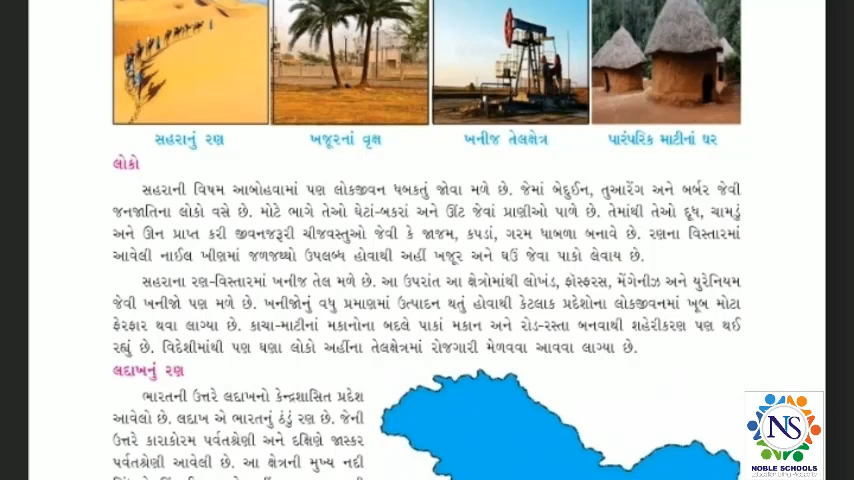 સહરાનું રણ
ખજૂરનાં વૃક્ષ
ખનીજ તેલક્ષેત્ર
પારંપરિક માટીનાં ઘર
લોકો
સહરાની વિષમ આબોહવામાં પણ લોકજીવન ધબકતું જોવા મળે છે. જેમાં બેદુઈન, તુઆરેંગ અને બર્બર જેવી
જનજાતિના લોકો વસે છે. મોટે ભાગે તેઓ ઘેટાં-બકરાં અને ઊંટ જેવાં પ્રાણીઓ પાળે છે. તેમાંથી તેઓ દૂધ, ચામડું
અને ઊન પ્રાપ્ત કરી જીવનજરૂરી ચીજવસ્તુઓ જેવી કે જાજમ, કપડાં, ગરમ ધાબળા બનાવે છે. રણના વિસ્તારમાં
આવેલી નાઈલ ખીણમાં જળજથ્થો ઉપલબ્ધ હોવાથી અહીં ખજૂર અને ઘઉં જેવા પાકો લેવાય છે.
સહરાના રણ-વિસ્તારમાં ખનીજ તેલ મળે છે. આ ઉપરાંત આ ક્ષેત્રોમાંથી લોખંડ, ફૉસ્ફરસ, મેંગેનીઝ અને યુરેનિયમ
જેવી ખનીજો પણ મળે છે. ખનીજોનું વધુ પ્રમાણમાં ઉત્પાદન થતું હોવાથી કેટલાક પ્રદેશોના લોકજીવનમાં ખૂબ મોટા
ફેરફાર થવા લાગ્યા છે. કાચા-માટીનાં મકાનોના બદલે પાકાં મકાન અને રોડ-રસ્તા બનવાથી શહેરીકરણ પણ થઈ
રહ્યું છે. વિદેશીમાંથી પણ ઘણા લોકો અહીંના તેલક્ષેત્રમાં રોજગારી મેળવવા આવવા લાગ્યા છે.
લદાખનું રણ
ભારતની ઉત્તરે લદાખનો કેન્દ્રશાસિત પ્રદેશ
આવેલો છે. લદાખ એ ભારતનું ઠંડું રણ છે. જેની
ઉત્તરે કારાકોરમ પર્વતશ્રેણી અને દક્ષિણે જાસ્કર
પર્વતશ્રેણી આવેલી છે. આ ક્ષેત્રની મુખ્ય નદી
NS
NOBLE SCHOOLS